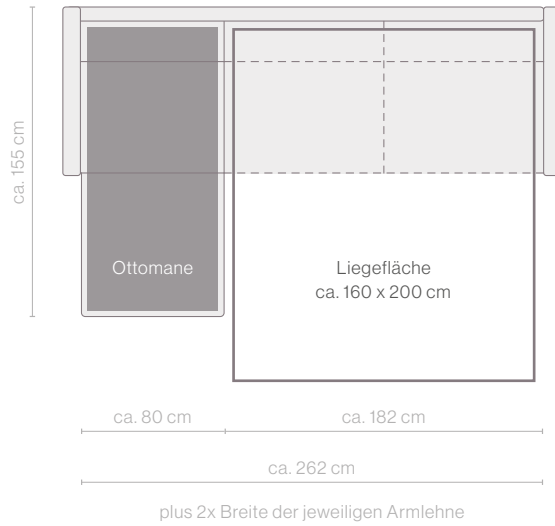 ca. 155 cm
Ottomane
Liegefläche
ca. 160 x 200 cm
ca. 80 cm
ca. 182 cm
ca. 262 cm
plus 2x Breite der jeweiligen Armlehne